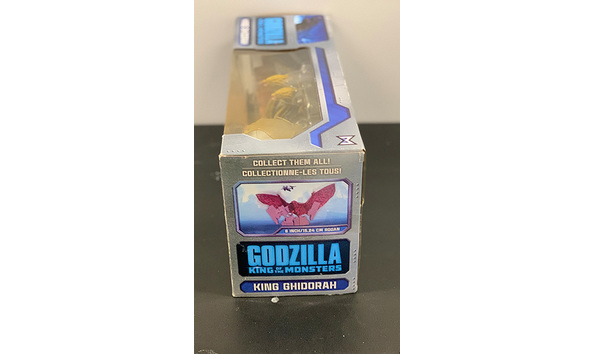 COLLECT THEM ALL!
COLLECTIONNE-LES TOUS!
6 INCH/15.24 CM RODAN
GODZILLA
KING OF THE MONSTERS
KING GHIDORAH